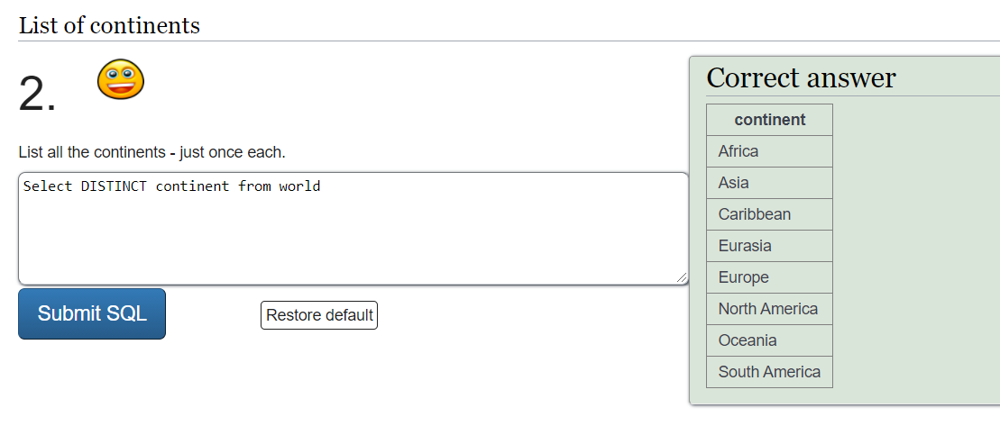 List of continents
2.
List all the continents - just once each.
Select DISTINCT continent from world
Submit SQL
Restore default
Correct answer
continent
Africa
Asia
Caribbean
Eurasia
Europe
North America
Oceania
South America